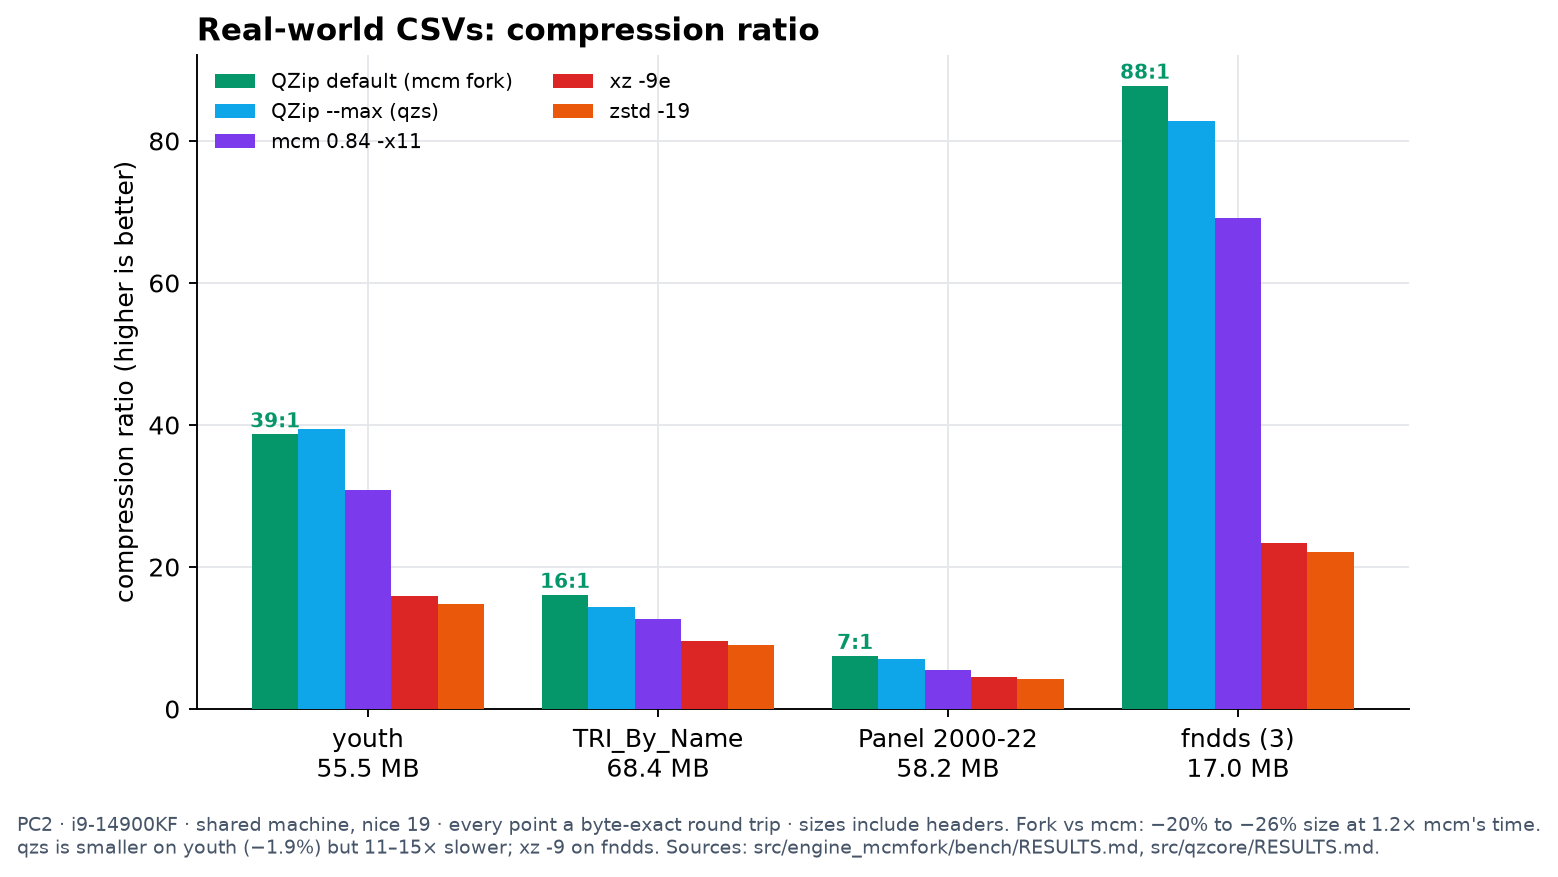 Real-world CSVs: compression ratio
QZip default (mcm fork)
QZip --max (qzs)
mcm 0.84 -x11
xz -9e
zstd -19
compression ratio (higher is better)
80
60
40
20
0
39:1
16:1
7:1
88:1
youth
55.5 MB
TRI_By_Name
68.4 MB
Panel 2000-22
58.2 MB
fndds (3)
17.0 MB
PC2 · i9-14900KF · shared machine, nice 19 · every point a byte-exact round trip · sizes include headers. Fork vs mcm: −20% to −26% size at 1.2× mcm's time.
qzs is smaller on youth (−1.9%) but 11–15× slower; xz -9 on fndds. Sources: src/engine_mcmfork/bench/RESULTS.md, src/qzcore/RESULTS.md.